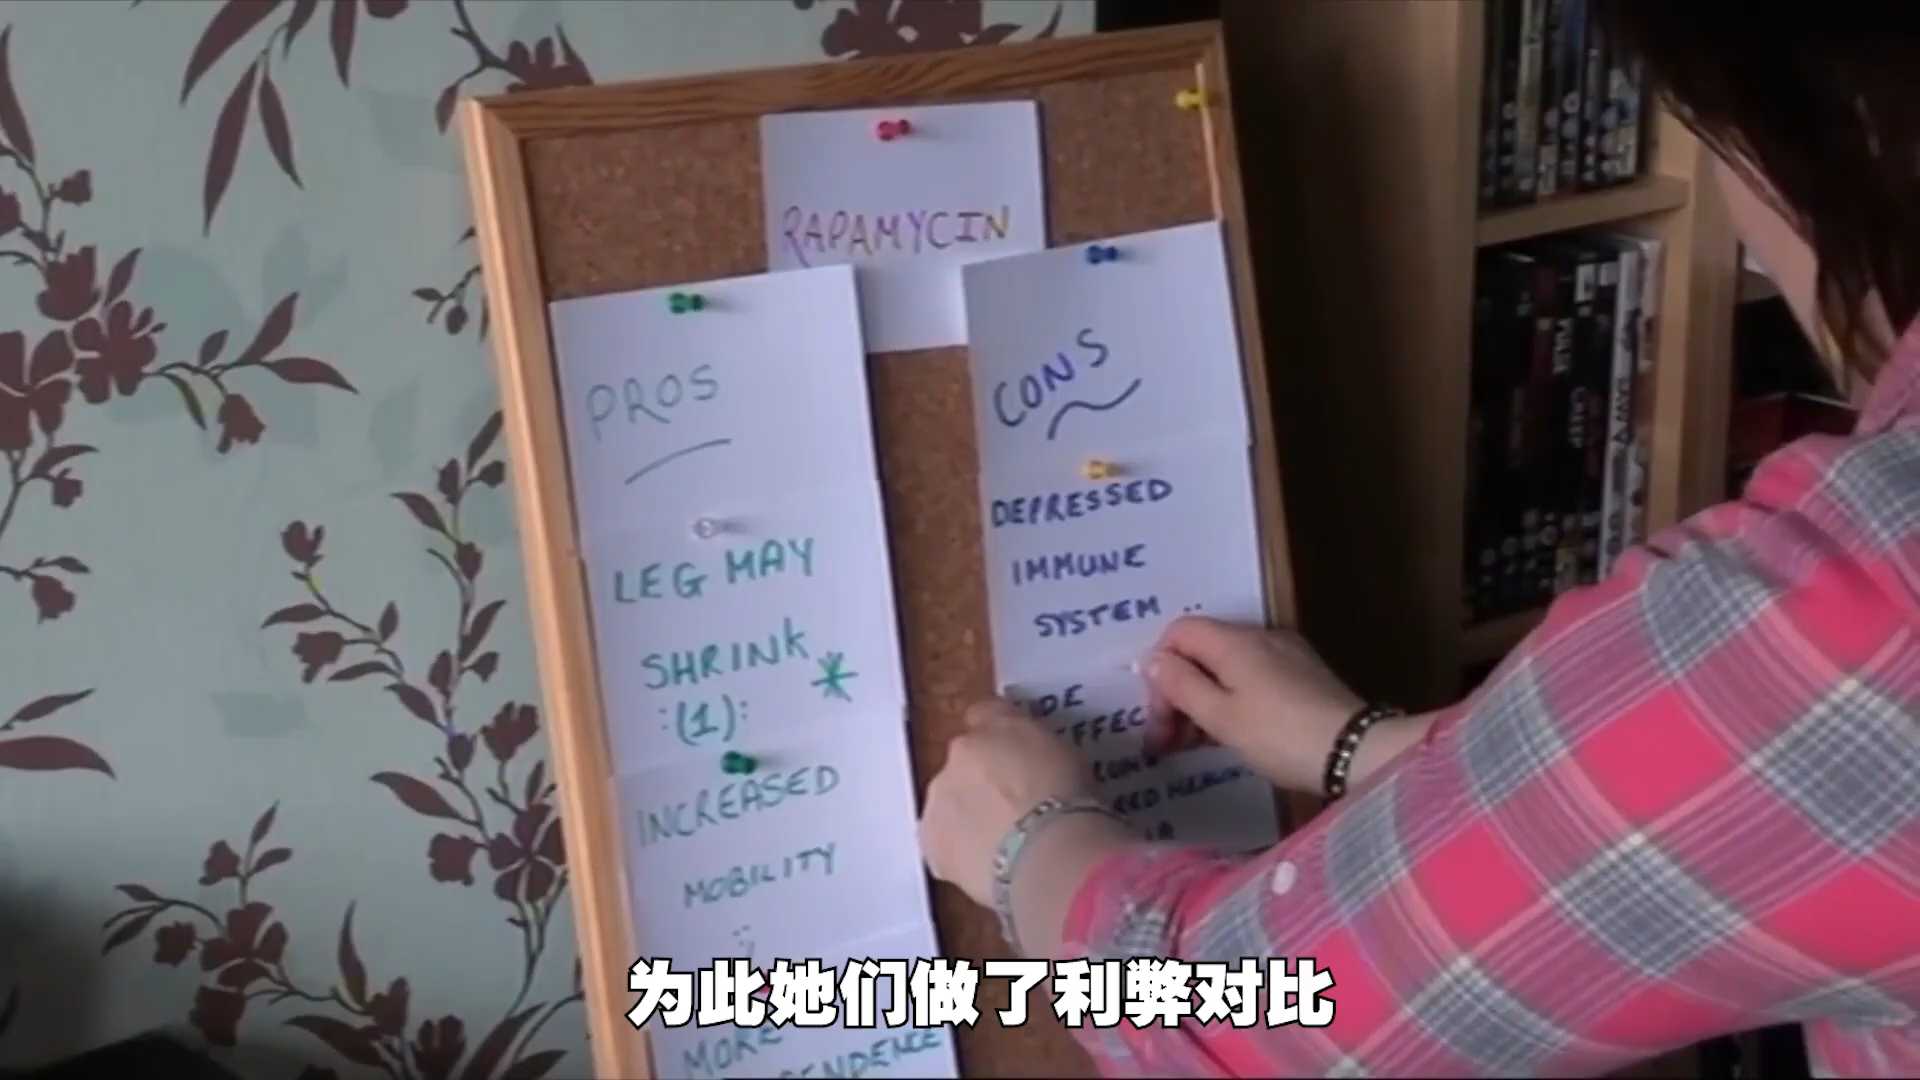 RAPAMYCIN
PROS
LEG MAY
SHRINK *
:(1):
INCREASED
MOBILITY
MORE
CONS
DEPRESSED
IMMUNE
SYSTEM ..
为此她们做了利弊对比